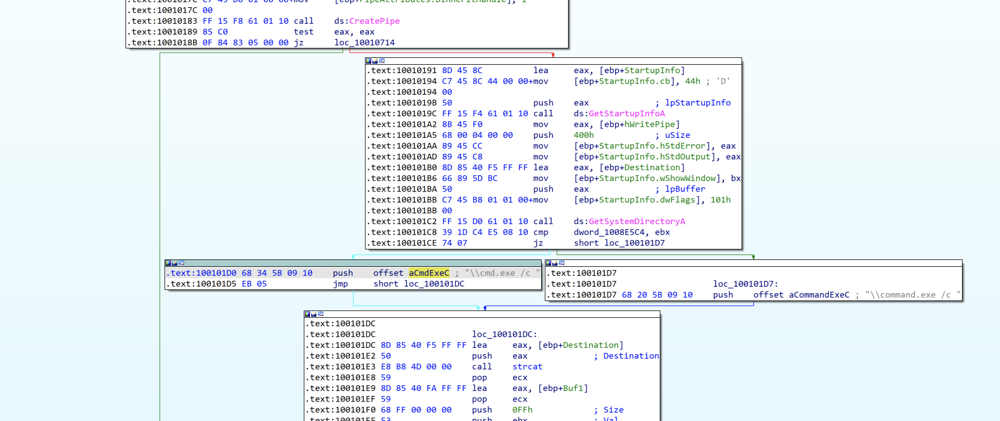 .text:1001017C C7 45 D8 01 00 00+mov [ebp+PipeAttributes.bInheritHandle], 1
.text:1001017C 00
.text:10010183 FF 15 F8 61 01 10 call ds:CreatePipe
.text:10010189 85 C0 test eax, eax
.text:1001018B 0F 84 83 05 00 00 jz loc_10010714
.text:10010191 8D 45 8C lea eax, [ebp+StartupInfo]
.text:10010194 C7 45 8C 44 00 00+mov [ebp+StartupInfo.cb], 44h ; 'D'
.text:10010194 00
.text:1001019B 50 push eax ; lpStartupInfo
.text:1001019C FF 15 F4 61 01 10 call ds:GetStartupInfoA
.text:100101A2 8B 45 F0 mov eax, [ebp+hWritePipe]
.text:100101A5 68 00 04 00 00 push 400h ; uSize
.text:100101AA 89 45 CC mov [ebp+StartupInfo.hStdError], eax
.text:100101AD 89 45 C8 mov [ebp+StartupInfo.hStdOutput], eax
.text:100101B0 8D 85 40 F5 FF FF lea eax, [ebp+Destination]
.text:100101B6 66 89 5D BC mov [ebp+StartupInfo.wShowWindow], bx
.text:100101BA 50 push eax ; lpBuffer
.text:100101BB C7 45 B8 01 01 00+mov [ebp+StartupInfo.dwFlags], 101h
.text:100101BB 00
.text:100101C2 FF 15 D0 61 01 10 call ds:GetSystemDirectoryA
.text:100101C8 39 1D C4 E5 08 10 cmp dword_1008E5C4, ebx
.text:100101CE 74 07 jz short loc_100101D7
.text:100101D0 68 34 5B 09 10 push offset aCmdExeC ; "\\cmd.exe /c "
.text:100101D5 EB 05 jmp short loc_100101DC
.text:100101D7
.text:100101D7 loc_100101D7:
.text:100101D7 68 20 5B 09 10 push offset aCommandExeC ; "\\command.exe /c "
.text:100101DC
.text:100101DC loc_100101DC:
.text:100101DC 8D 85 40 F5 FF FF lea eax, [ebp+Destination]
.text:100101E2 50 push eax ; Destination
.text:100101E3 E8 B8 4D 00 00 call strcat
.text:100101E8 59 pop ecx
.text:100101E9 8D 85 40 FA FF FF lea eax, [ebp+Buf1]
.text:100101EF 59 pop ecx
.text:100101F0 68 FF 00 00 00 push 0FFh ; Size
.text:100101F5 53 push ebx ; Val